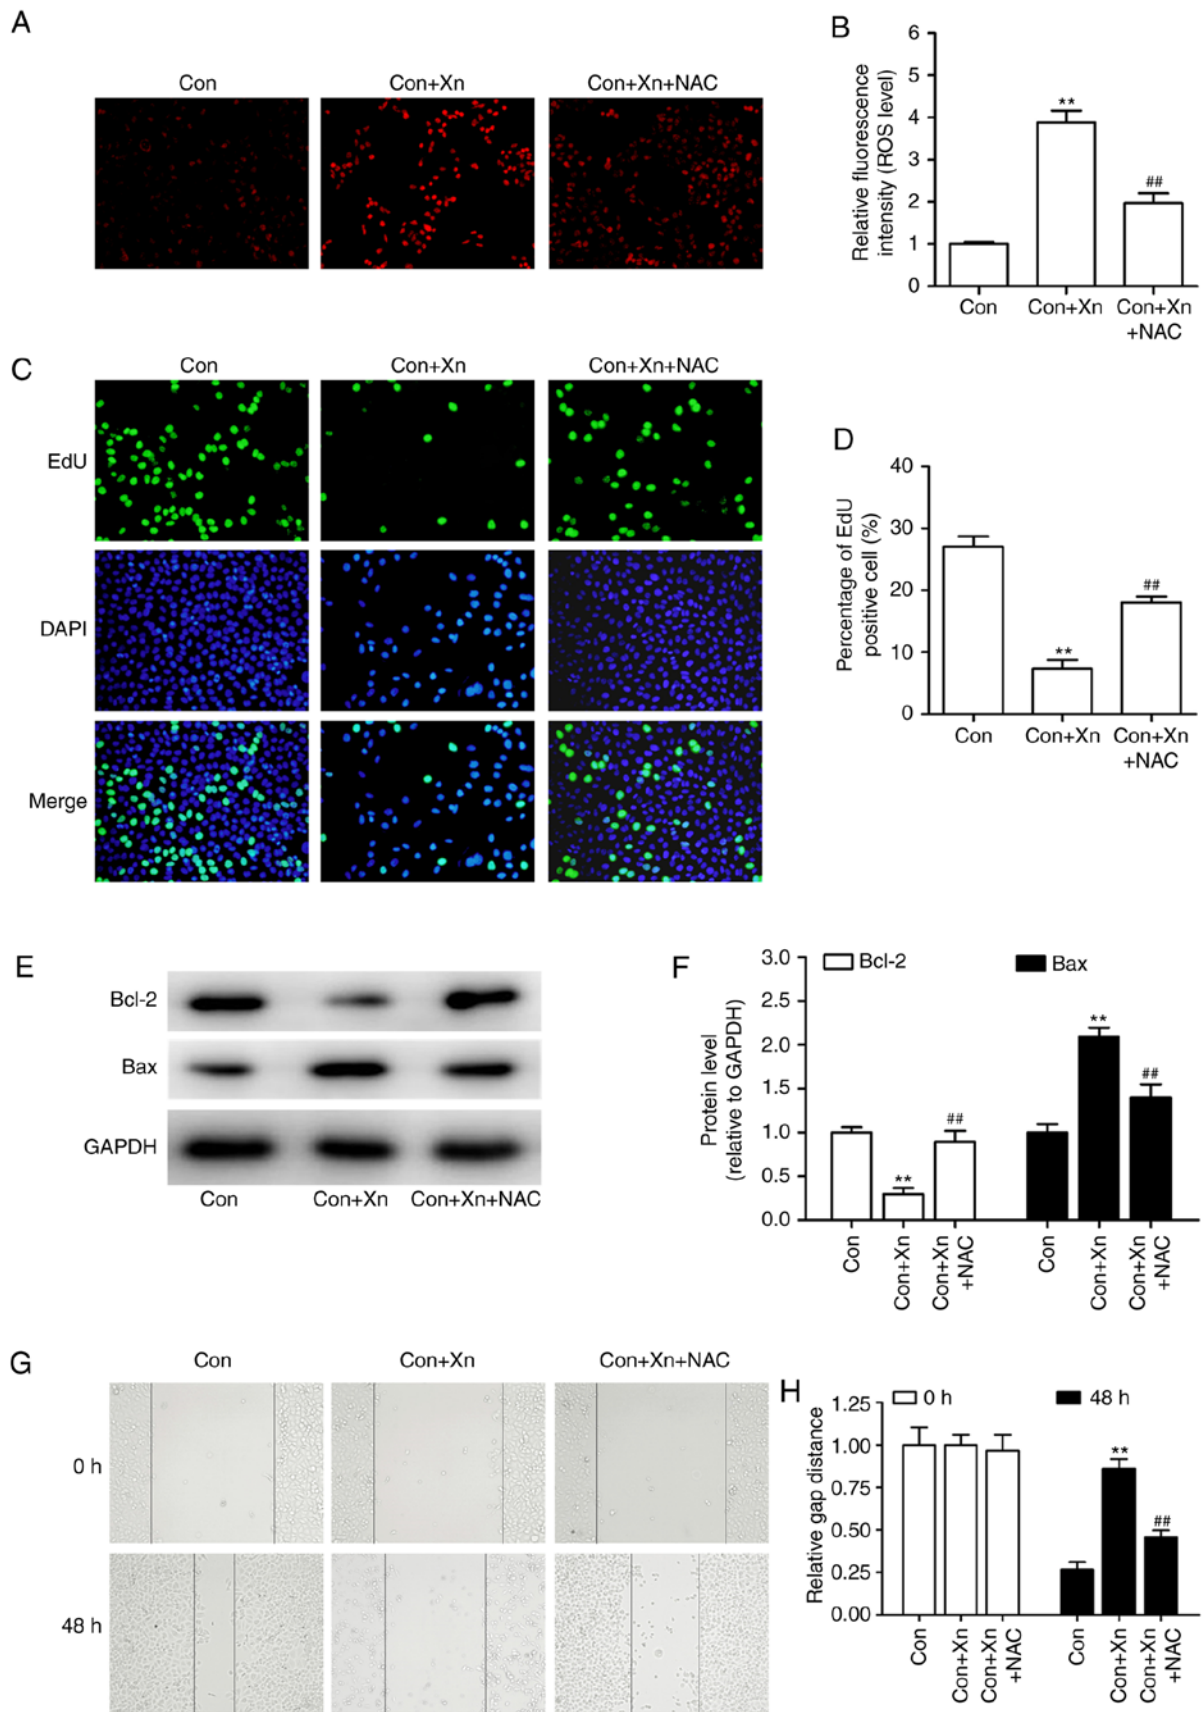 A
Con
Con+Xn
Con+Xn+NAC
B
Relative fluorescence
intensity (ROS level)
6
5
4
3
2
1
0
**
##
Con
Con+Xn
Con+Xn
+NAC
C
Con
Con+Xn
Con+Xn+NAC
EdU
DAPI
Merge
D
Percentage of EdU
positive cell (%)
40
30
20
10
0
**
##
Con
Con+Xn
Con+Xn
+NAC
E
Bcl-2
Bax
GAPDH
Con
Con+Xn
Con+Xn+NAC
F
Bcl-2
Bax
Protein level
(relative to GAPDH)
3.0
2.5
2.0
1.5
1.0
0.5
0.0
**
##
**
##
Con
Con+Xn
Con+Xn
+NAC
Con
Con+Xn
Con+Xn
+NAC
G
Con
Con+Xn
Con+Xn+NAC
0 h
48 h
H
0 h
48 h
Relative gap distance
1.25
1.00
0.75
0.50
0.25
0.00
**
##
Con
Con+Xn
Con+Xn
+NAC
Con
Con+Xn
Con+Xn
+NAC